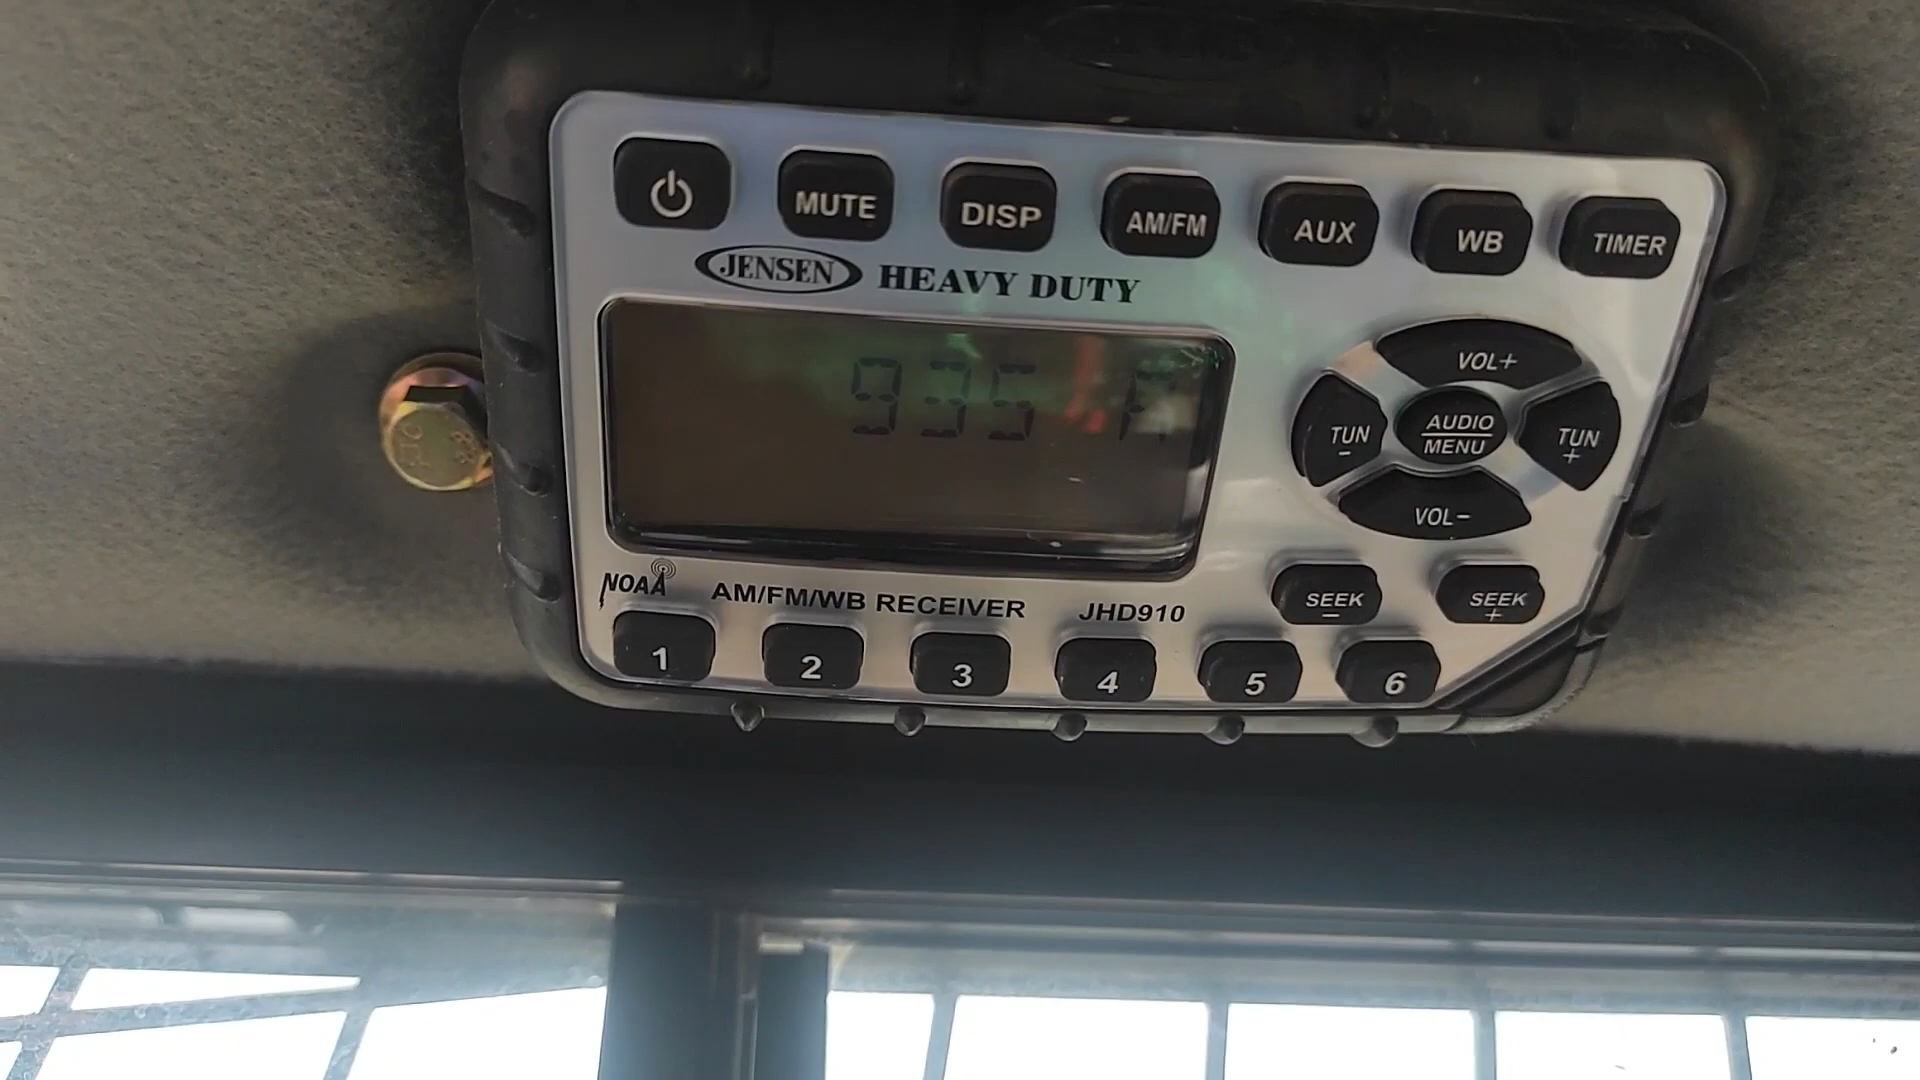 MUTE DISP AM/FM AUX WB TIMER
JENSEN HEAVY DUTY
935 A
VOL+
TUN - AUDIO MENU TUN +
VOL-
NOAA AM/FM/WB RECEIVER JHD910
SEEK - SEEK +
1 2 3 4 5 6